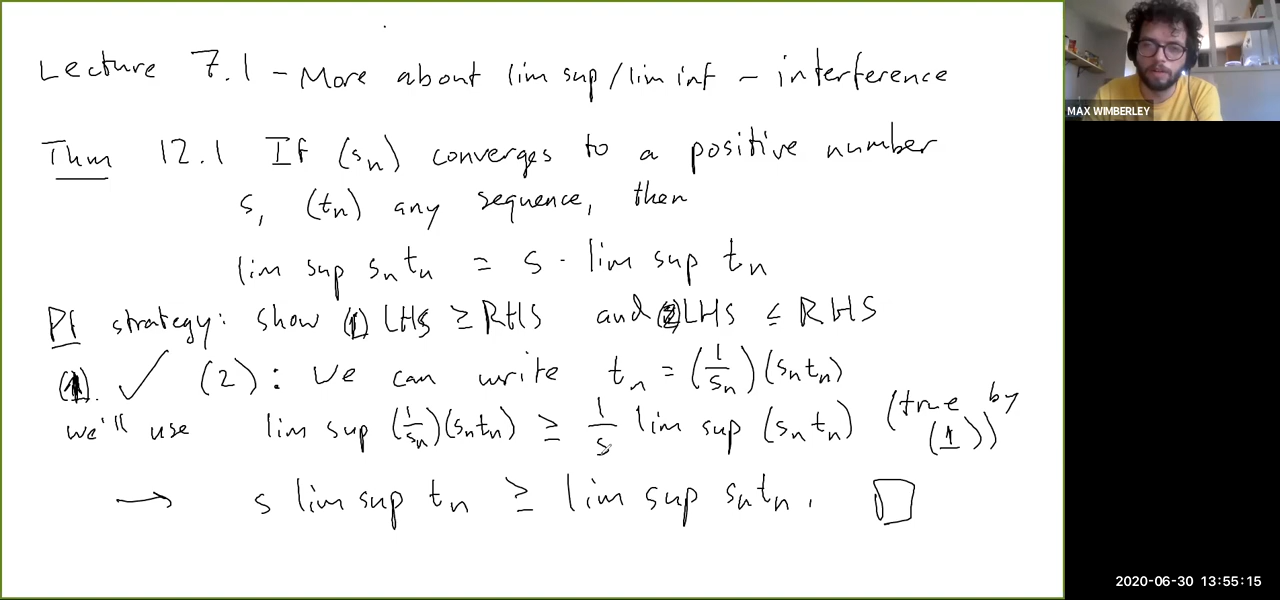 Lecture 7.1 – More about lim sup/lim inf – interference
Thm 12.1 If (sₙ) converges to a positive number
s, (tₙ) any sequence, then
lim sup sₙtₙ = s · lim sup tₙ
Pf strategy: show (1) LHS ≥ RHS and (2) LHS ≤ RHS
(1). ✓ (2): we can write tₙ = (1/sₙ)(sₙtₙ)
we'll use lim sup (1/sₙ)(sₙtₙ) ≥ 1/s lim sup (sₙtₙ) (true by (1))
→ s lim sup tₙ ≥ lim sup sₙtₙ. □
MAX WIMBERLEY
2020-06-30 13:55:15